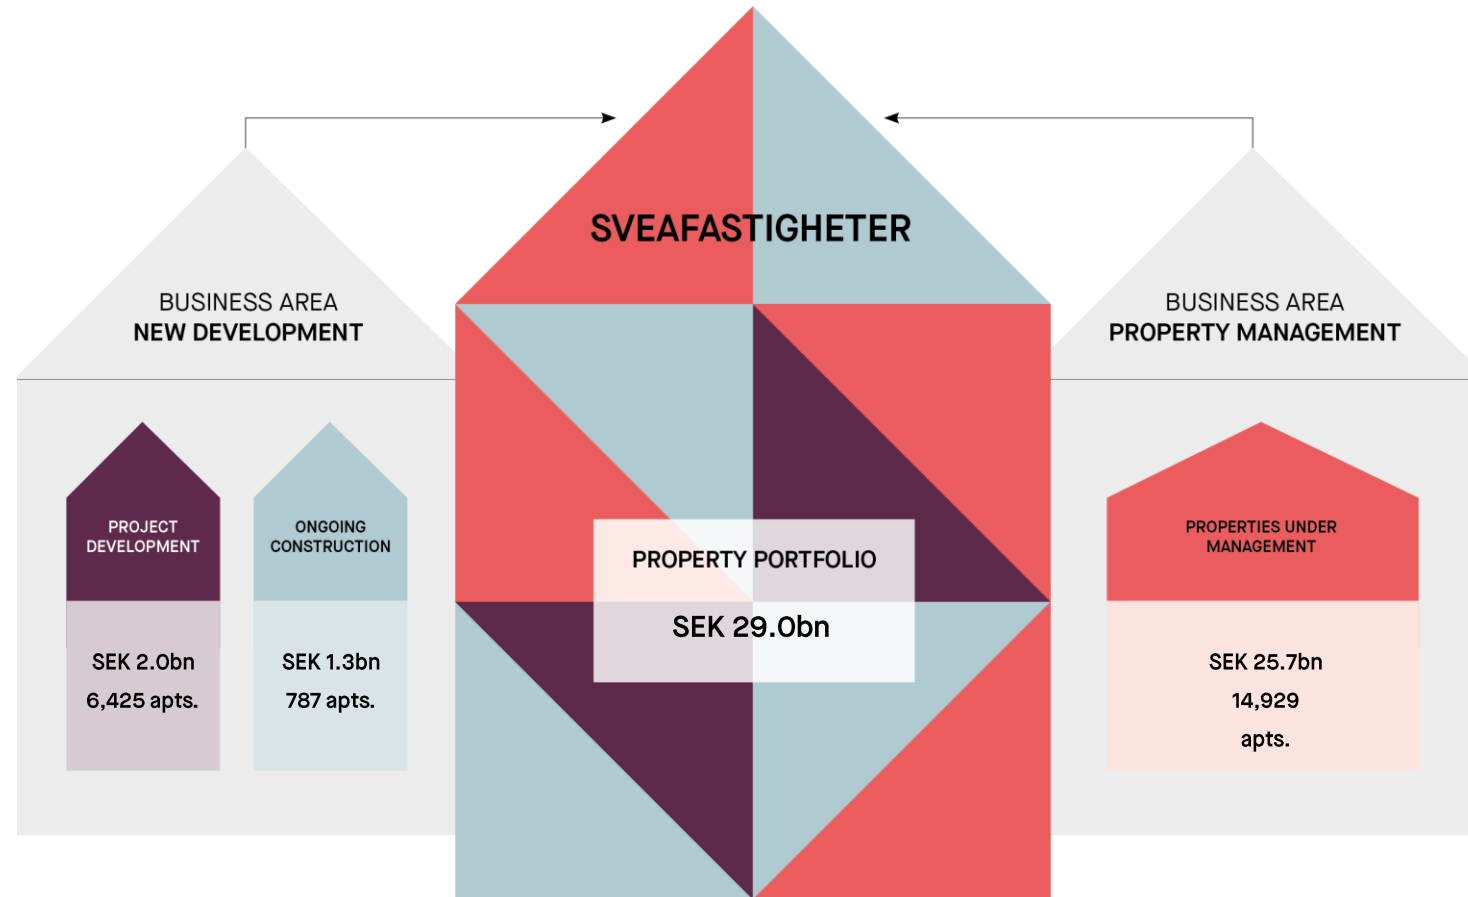 SVEAFASTIGHETER
BUSINESS AREA
NEW DEVELOPMENT
PROJECT
DEVELOPMENT
SEK 2.0bn
6,425 apts.
ONGOING
CONSTRUCTION
SEK 1.3bn
787 apts.
PROPERTY PORTFOLIO
SEK 29.0bn
BUSINESS AREA
PROPERTY MANAGEMENT
PROPERTIES UNDER
MANAGEMENT
SEK 25.7bn
14,929
apts.